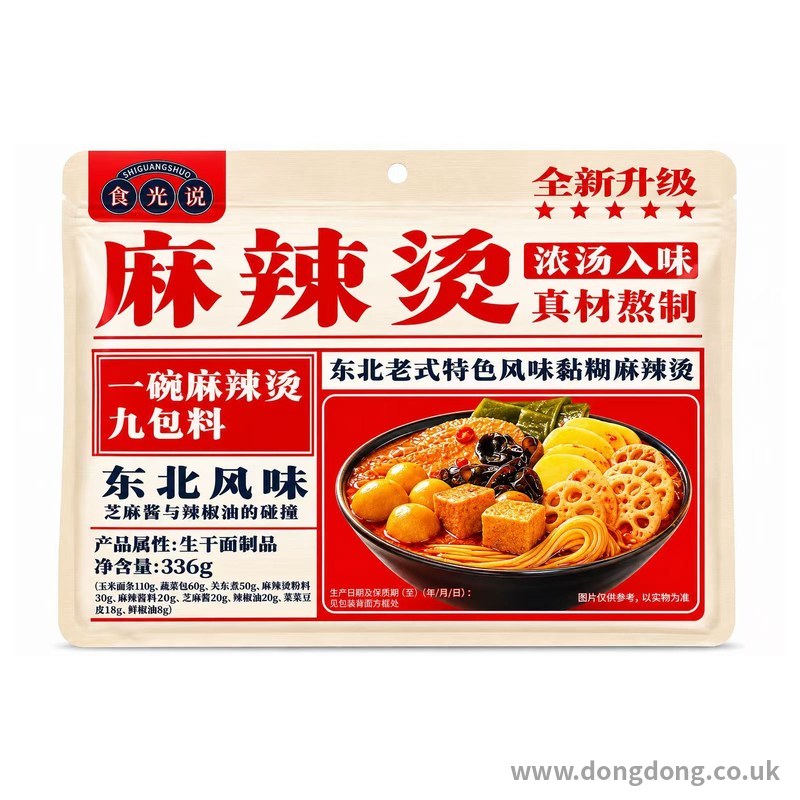 SHIGUANGSHUO
食光说
全新升级
麻辣烫
浓汤入味
真材熬制
一碗麻辣烫
九包料
东北老式特色风味黏糊麻辣烫
东北风味
芝麻酱与辣椒油的碰撞
产品属性:生干面制品
净含量:336g
(玉米面条110g、蔬菜包60g、关东煮50g、麻辣烫粉料
30g、麻辣酱料20g、芝麻酱20g、辣椒油20g、菜菜豆
皮18g、鲜椒油8g)
生产日期及保质期(至)(年/月/日):
见包装背面方框处
图片仅供参考，以实物为准
www.dongdong.co.uk